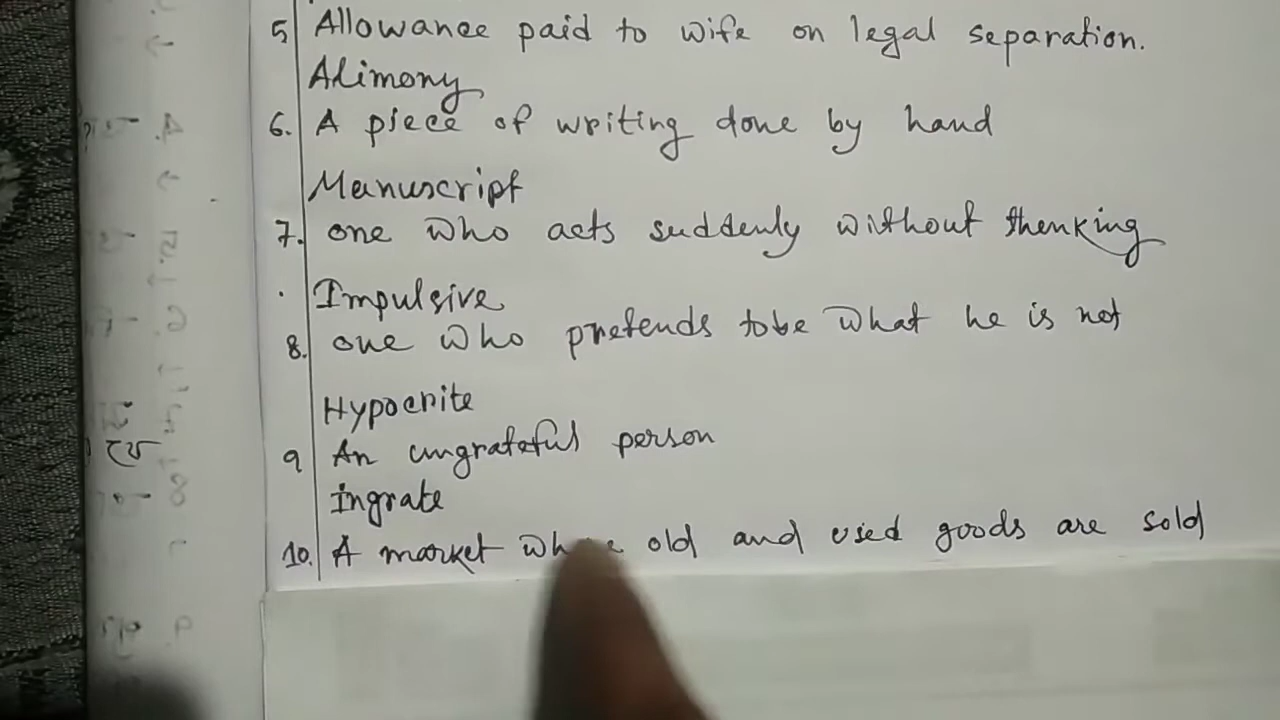 5 Allowance paid to wife on legal separation.
Alimony
6. A piece of writing done by hand
Manuscript
7. one who acts suddenly without thenking
Impulsive
8. one who pretends tobe what he is not
Hypocrite
9 An ungrateful person
Ingrate
10. A market where old and used goods are sold